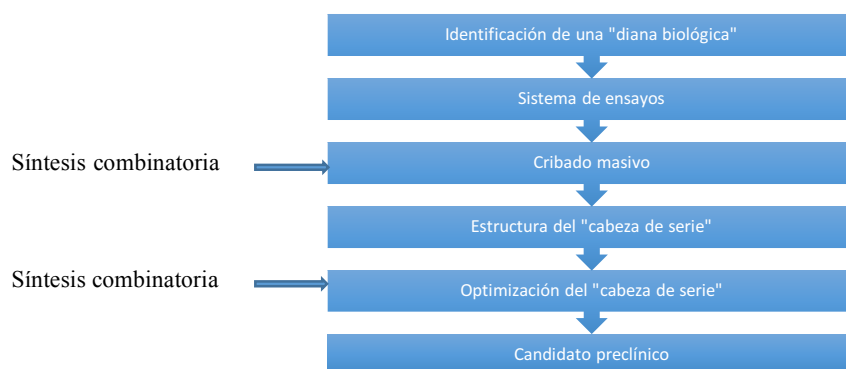 Identificación de una "diana biológica"
Sistema de ensayos
Síntesis combinatoria
Cribado masivo
Estructura del "cabeza de serie"
Síntesis combinatoria
Optimización del "cabeza de serie"
Candidato preclínico